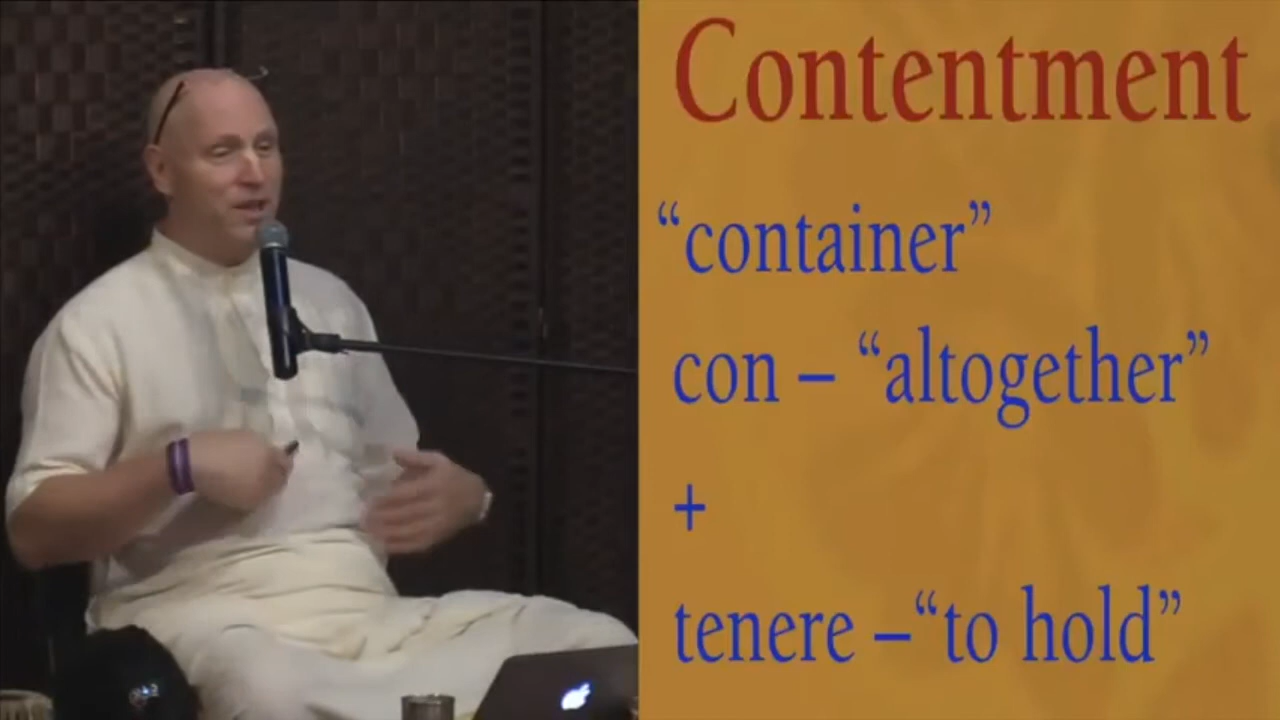 Contentment
“container”
con – “altogether”
+
tenere –“to hold”